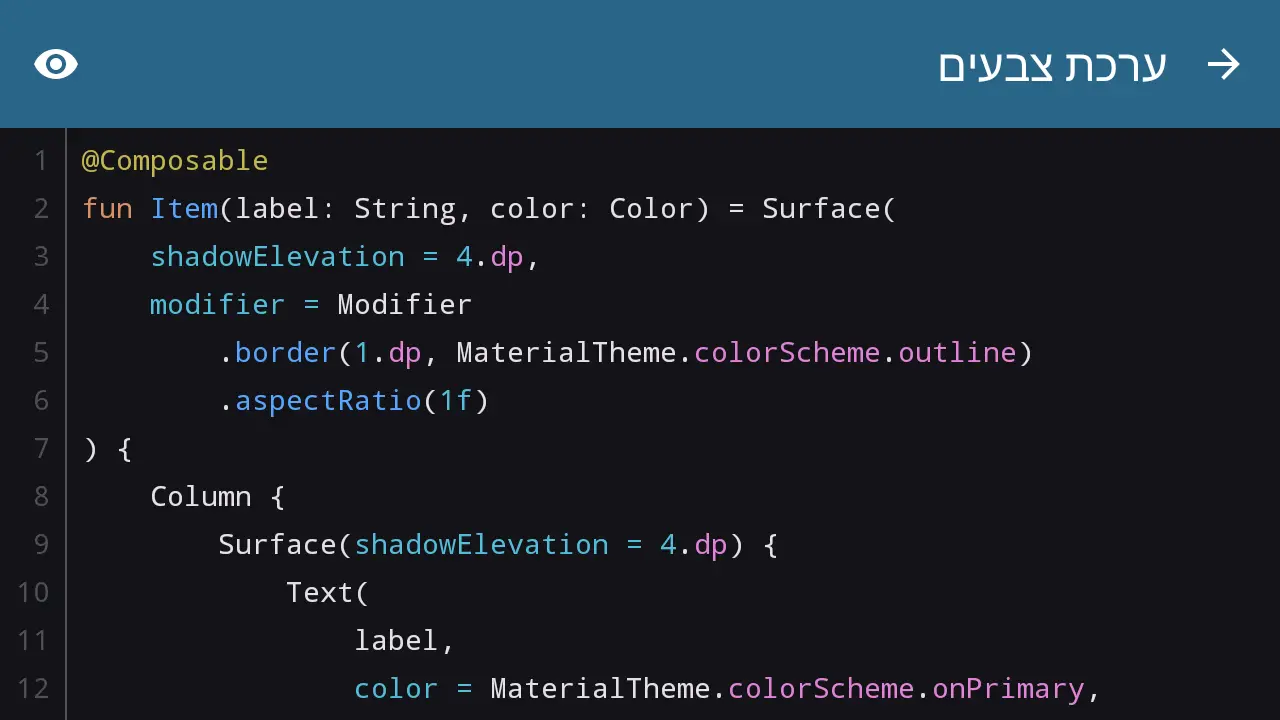 ערכת צבעים
1 @Composable
2 fun Item(label: String, color: Color) = Surface(
3     shadowElevation = 4.dp,
4     modifier = Modifier
5         .border(1.dp, MaterialTheme.colorScheme.outline)
6         .aspectRatio(1f)
7 ) {
8     Column {
9         Surface(shadowElevation = 4.dp) {
10             Text(
11                 label,
12                 color = MaterialTheme.colorScheme.onPrimary,